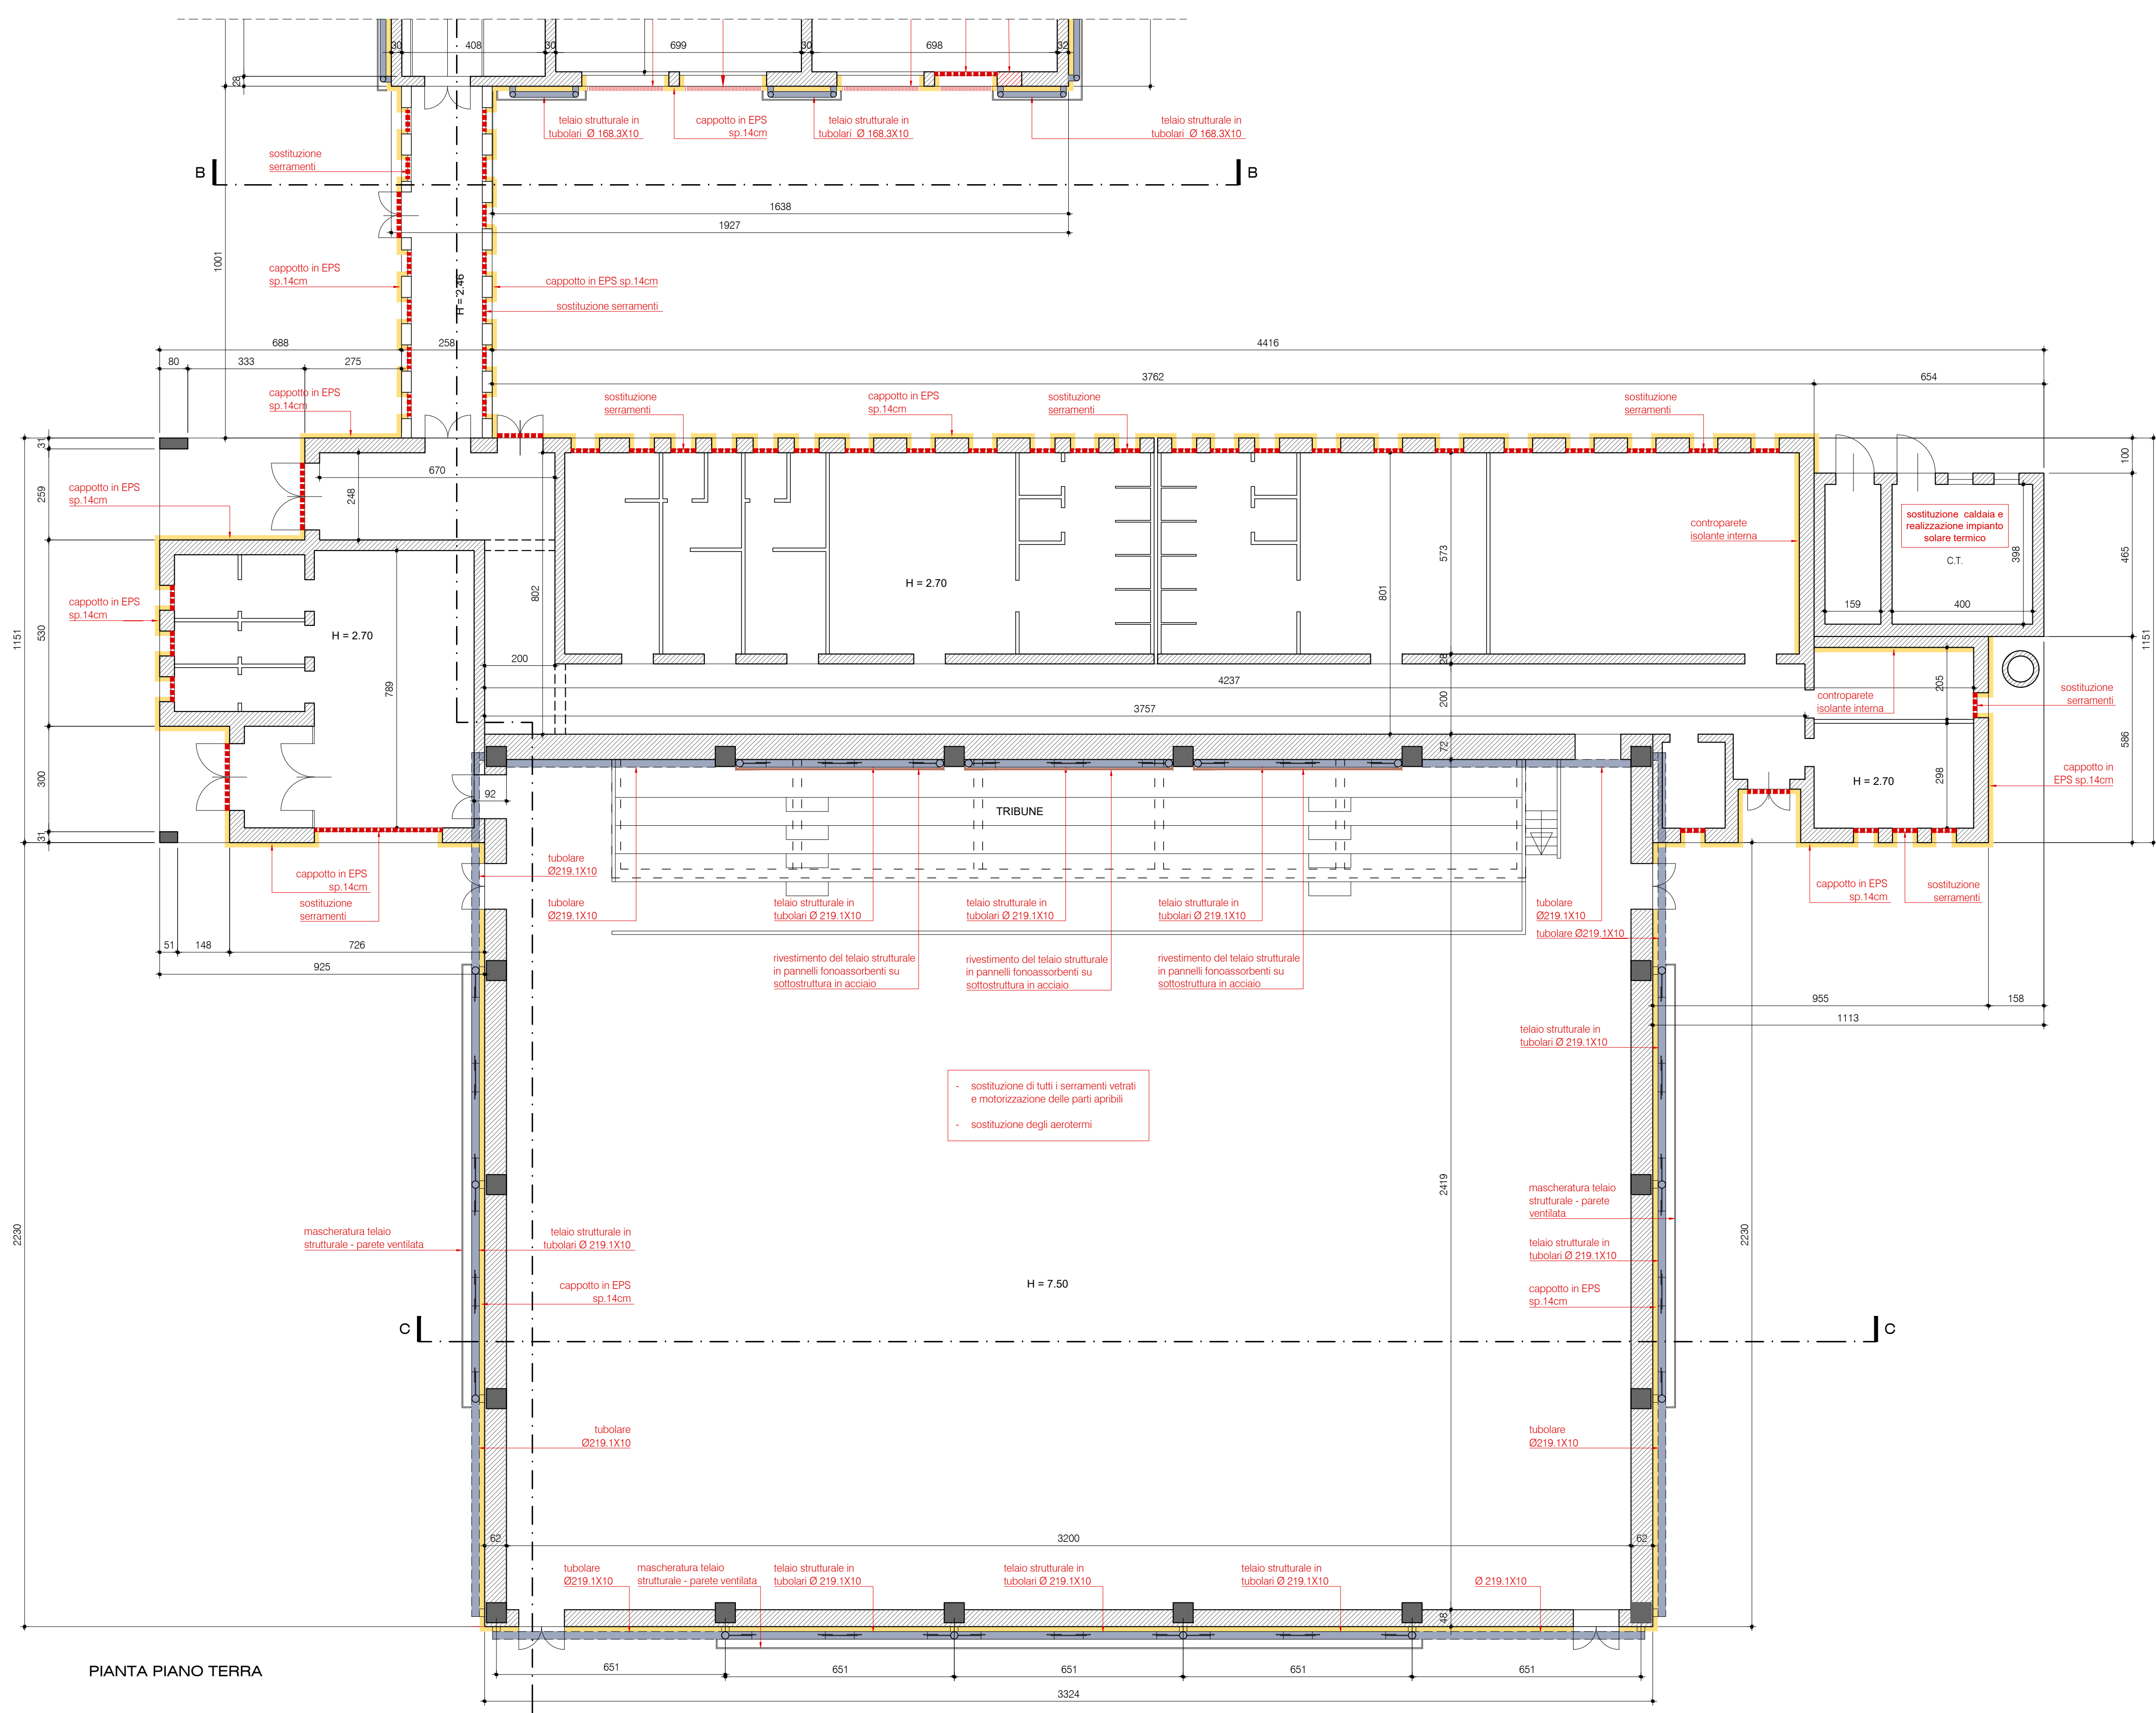 30
408
30
699
30
698
32
28
telaio strutturale in
tubolari Ø 168.3X10
cappotto in EPS
sp.14cm
telaio strutturale in
tubolari Ø 168.3X10
telaio strutturale in
tubolari Ø 168.3X10
sostituzione
serramenti
B
B
1638
1927
1001
cappotto in EPS
sp.14cm
H = 2.46
cappotto in EPS sp.14cm
sostituzione serramenti
688
258
4416
80
333
275
3762
654
cappotto in EPS
sp.14cm
sostituzione
serramenti
cappotto in EPS
sp.14cm
sostituzione
serramenti
sostituzione
serramenti
31
670
248
259
100
cappotto in EPS
sp.14cm
controparete
isolante interna
sostituzione caldaia e
realizzazione impianto
solare termico
C.T.
398
465
573
H = 2.70
802
801
159
400
cappotto in EPS
sp.14cm
530
1151
H = 2.70
1151
200
28
4237
789
200
3757
205
controparete
isolante interna
sostituzione
serramenti
586
72
300
92
TRIBUNE
H = 2.70
298
cappotto in
EPS sp.14cm
31
cappotto in EPS
sp.14cm
sostituzione
serramenti
tubolare
Ø219.1X10
tubolare
Ø219.1X10
telaio strutturale in
tubolari Ø 219.1X10
telaio strutturale in
tubolari Ø 219.1X10
telaio strutturale in
tubolari Ø 219.1X10
tubolare
Ø219.1X10
tubolare Ø219.1X10
cappotto in EPS
sp.14cm
sostituzione
serramenti
51
148
726
925
rivestimento del telaio strutturale
in pannelli fonoassorbenti su
sottostruttura in acciaio
rivestimento del telaio strutturale
in pannelli fonoassorbenti su
sottostruttura in acciaio
rivestimento del telaio strutturale
in pannelli fonoassorbenti su
sottostruttura in acciaio
955
158
1113
telaio strutturale in
tubolari Ø 219.1X10
- sostituzione di tutti i serramenti vetrati
e motorizzazione delle parti apribili
- sostituzione degli aerotermi
2419
mascheratura telaio
strutturale - parete
ventilata
2230
mascheratura telaio
strutturale - parete ventilata
telaio strutturale in
tubolari Ø 219.1X10
telaio strutturale in
tubolari Ø 219.1X10
2230
cappotto in EPS
sp.14cm
H = 7.50
cappotto in EPS
sp.14cm
C
C
tubolare
Ø219.1X10
tubolare
Ø219.1X10
62
3200
62
tubolare
Ø219.1X10
mascheratura telaio
strutturale - parete ventilata
telaio strutturale in
tubolari Ø 219.1X10
telaio strutturale in
tubolari Ø 219.1X10
telaio strutturale in
tubolari Ø 219.1X10
Ø 219.1X10
48
651
651
651
651
651
3324
PIANTA PIANO TERRA